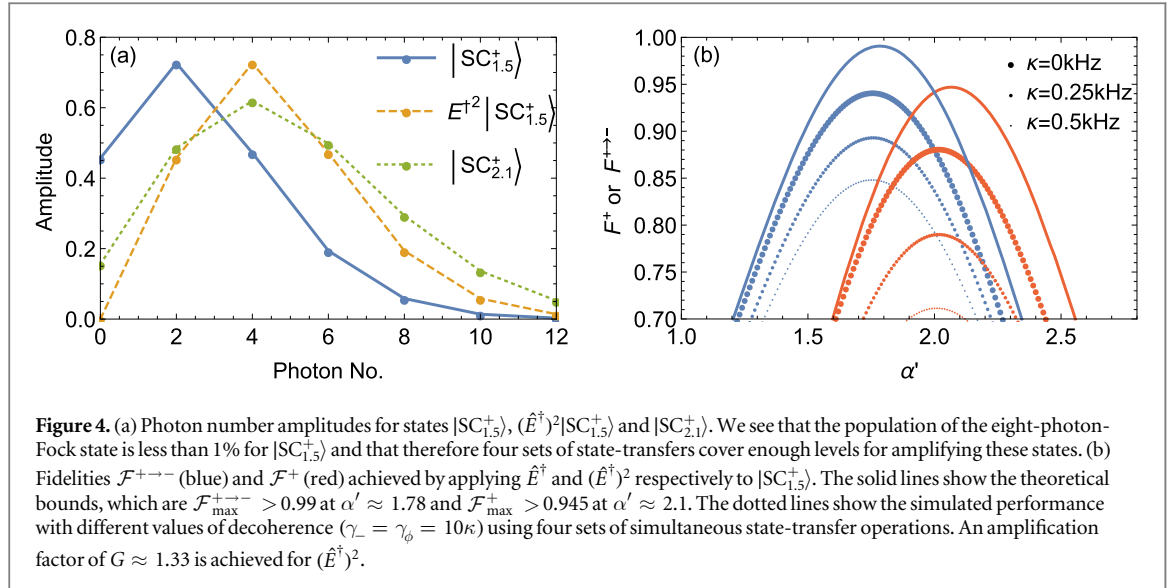 (a)
(b)
0.8
0.6
0.4
0.2
0.0
Amplitude
0 2 4 6 8 10 12
Photon No.
|SC⁺₁.₅⟩
E†²|SC⁺₁.₅⟩
|SC⁺₂.₁⟩
1.00
0.95
0.90
0.85
0.80
0.75
0.70
F⁺ or F⁺→⁻
κ=0kHz
κ=0.25kHz
κ=0.5kHz
1.0 1.5 2.0 2.5
α'
Figure 4. (a) Photon number amplitudes for states |SC⁺₁.₅⟩, (Ê†)²|SC⁺₁.₅⟩ and |SC⁺₂.₁⟩. We see that the population of the eight-photon-
Fock state is less than 1% for |SC⁺₁.₅⟩ and that therefore four sets of state-transfers cover enough levels for amplifying these states. (b)
Fidelities ℱ⁺→⁻ (blue) and ℱ⁺ (red) achieved by applying Ê† and (Ê†)² respectively to |SC⁺₁.₅⟩. The solid lines show the theoretical
bounds, which are ℱ⁺→⁻max > 0.99 at α′ ≈ 1.78 and ℱ⁺max > 0.945 at α′ ≈ 2.1. The dotted lines show the simulated performance
with different values of decoherence (γ₋ = γᵩ = 10κ) using four sets of simultaneous state-transfer operations. An amplification
factor of G ≈ 1.33 is achieved for (Ê†)².